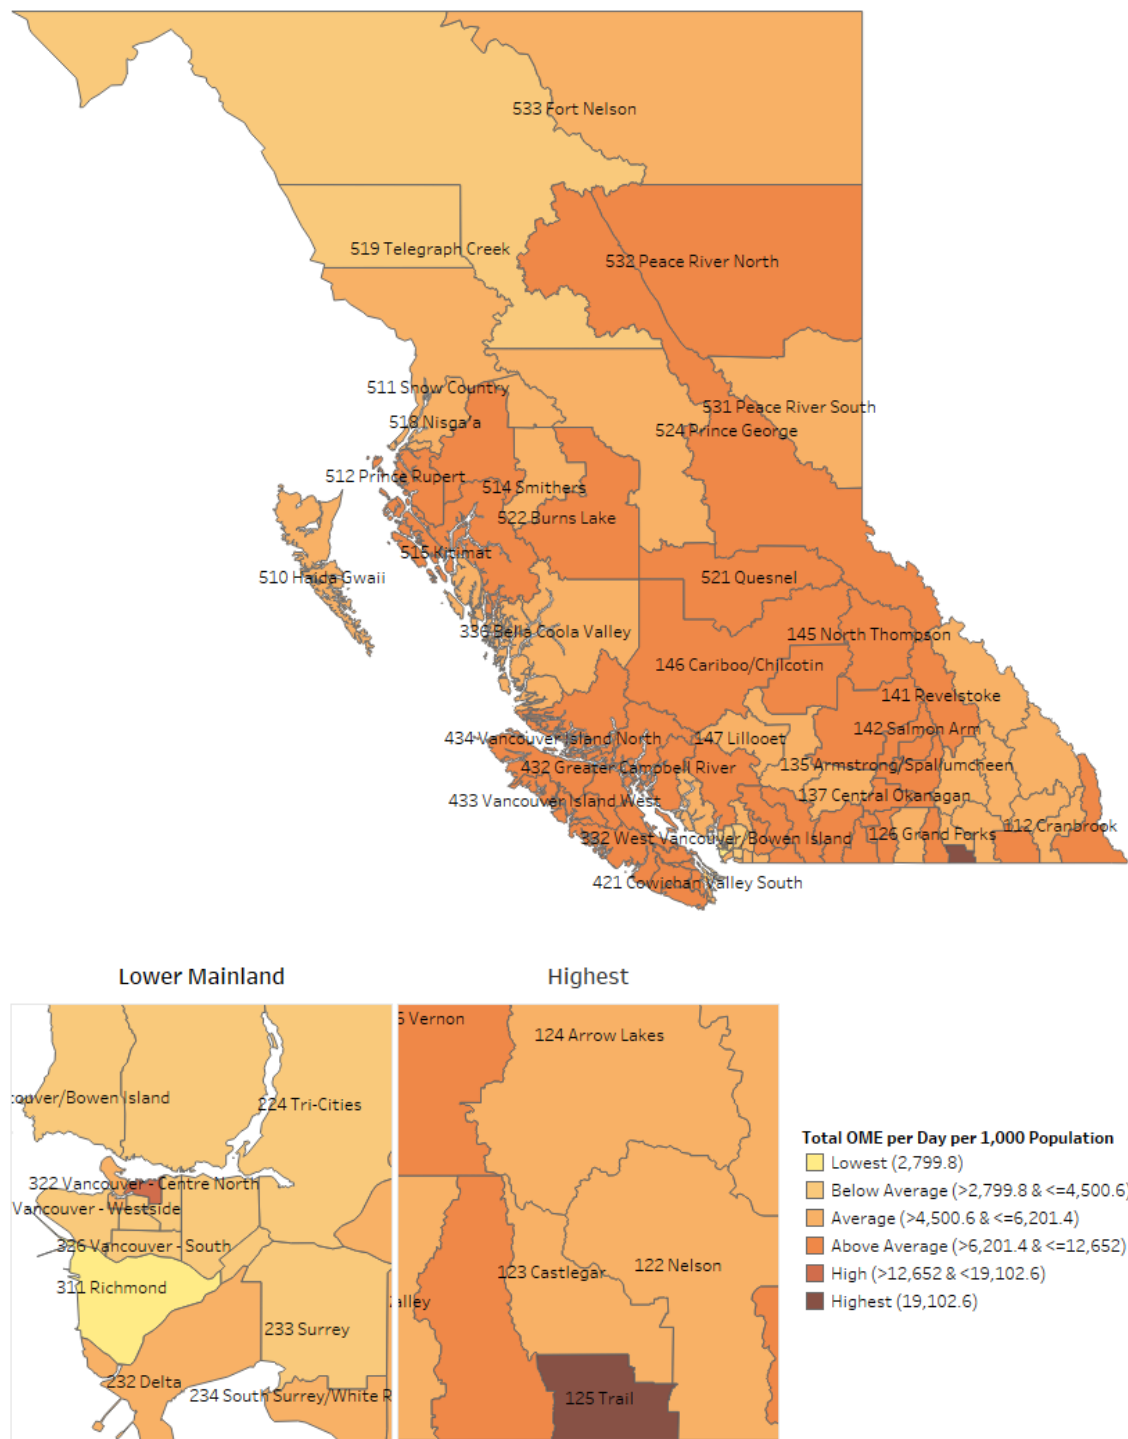 533 Fort Nelson
519 Telegraph Creek
532 Peace River North
511 Snow Country
531 Peace River South
518 Nisga'a
524 Prince George
512 Prince Rupert
514 Smithers
522 Burns Lake
515 Kitimat
510 Haida Gwaii
521 Quesnel
336 Bella Coola Valley
145 North Thompson
146 Cariboo/Chilcotin
141 Revelstoke
142 Salmon Arm
434 Vancouver Island North
147 Lillooet
432 Greater Campbell River
135 Armstrong/Spallumcheen
433 Vancouver Island West
137 Central Okanagan
332 West Vancouver/Bowen Island
126 Grand Forks
112 Cranbrook
421 Cowichan Valley South
Lower Mainland
Highest
5 Vernon
124 Arrow Lakes
couver/Bowen Island
224 Tri-Cities
322 Vancouver - Centre North
Vancouver - Westside
326 Vancouver - South
311 Richmond
233 Surrey
232 Delta
234 South Surrey/White R
123 Castlegar
122 Nelson
alley
125 Trail
Total OME per Day per 1,000 Population
Lowest (2,799.8)
Below Average (>2,799.8 & <=4,500.6)
Average (>4,500.6 & <=6,201.4)
Above Average (>6,201.4 & <=12,652)
High (>12,652 & <19,102.6)
Highest (19,102.6)